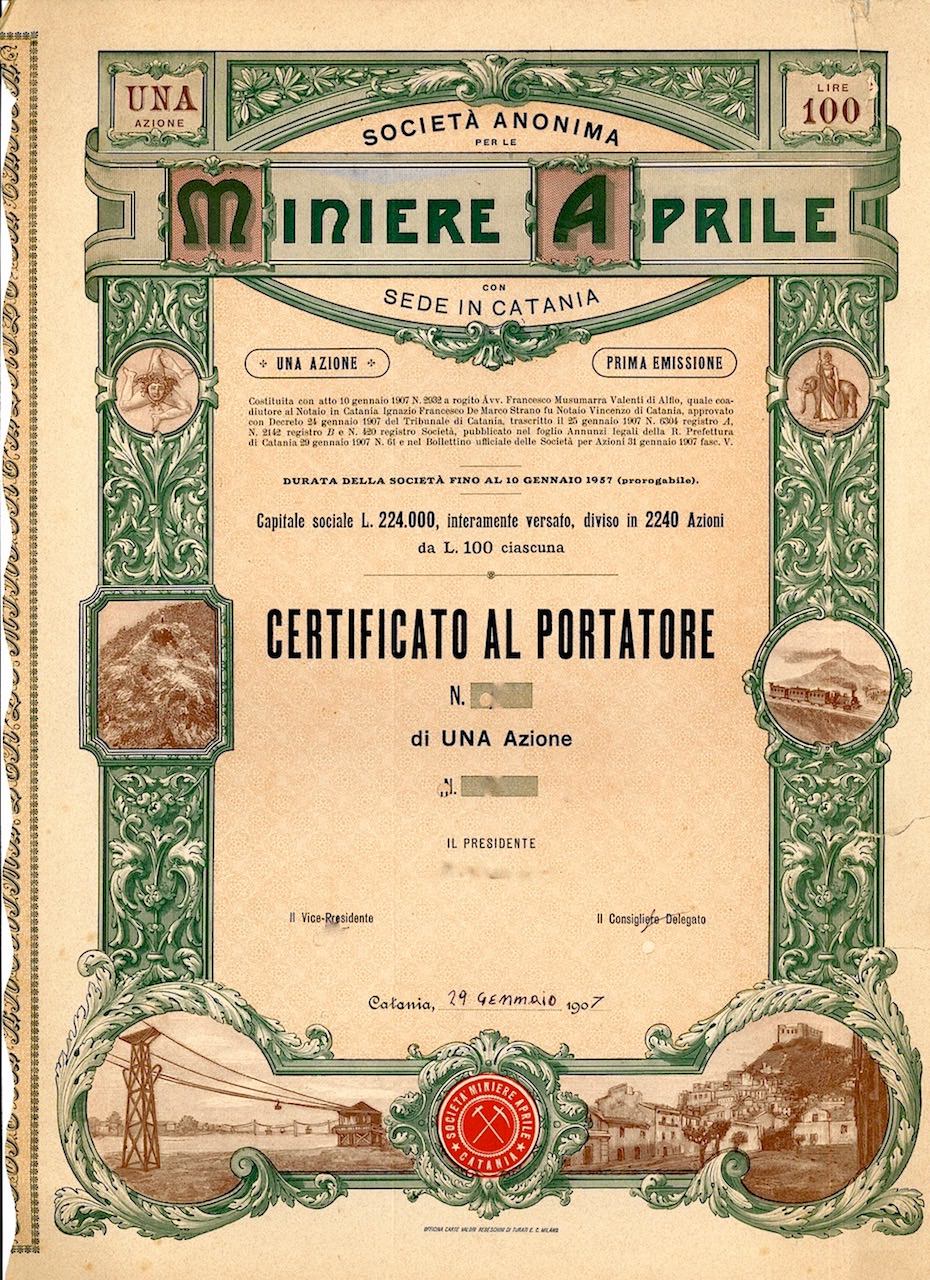 UNA
AZIONE
LIRE
100
SOCIETÀ ANONIMA
PER LE
MINIERE APRILE
CON
SEDE IN CATANIA
UNA AZIONE
PRIMA EMISSIONE
Costituita con atto 10 gennaio 1907 N. 2932 a rogito Avv. Francesco Musumarra Valenti di Alfio, quale coa-
diutore al Notaio in Catania Ignazio Francesco De Marco Strano fu Notaio Vincenzo di Catania, approvato
con Decreto 24 gennaio 1907 del Tribunale di Catania, trascritto il 25 gennaio 1907 N. 6304 registro A,
N. 2142 registro B e N. 420 registro Società, pubblicato nel foglio Annunzi legali della R. Prefettura
di Catania 29 gennaio 1907 N. 61 e nel Bollettino ufficiale delle Società per Azioni 31 gennaio 1907 fasc. V.
DURATA DELLA SOCIETÀ FINO AL 10 GENNAIO 1957 (prorogabile).
Capitale sociale L. 224.000, interamente versato, diviso in 2240 Azioni
da L. 100 ciascuna
CERTIFICATO AL PORTATORE
N.
di UNA Azione
N.
IL PRESIDENTE
Il Vice-Presidente
Il Consigliere Delegato
Catania, 29 Gennaio 1907
SOCIETÀ MINIERE APRILE
CATANIA
OFFICINA CARTE VALORI REBESCHINI DI TURATI E C. MILANO